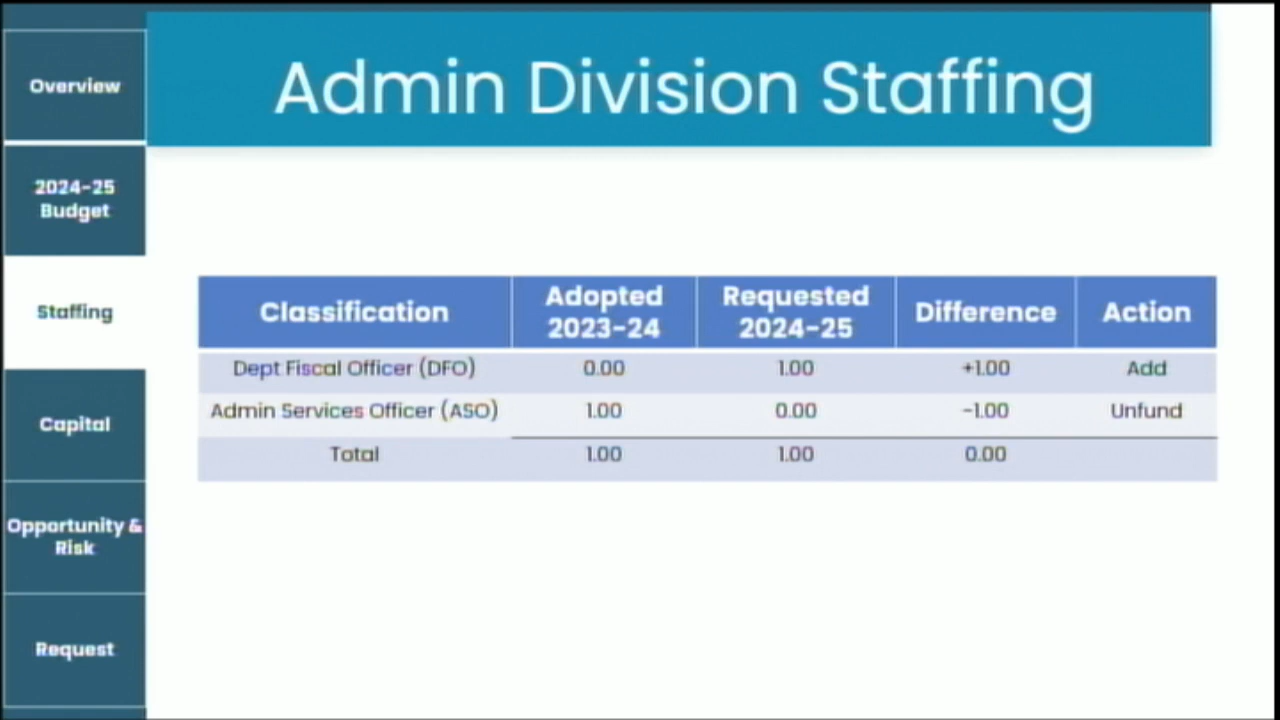 Admin Division Staffing
Overview
2024-25
Budget
Staffing
Capital
Opportunity &
Risk
Request
Classification Adopted 2023-24 Requested 2024-25 Difference Action
Dept Fiscal Officer (DFO) 0.00 1.00 +1.00 Add
Admin Services Officer (ASO) 1.00 0.00 -1.00 Unfund
Total 1.00 1.00 0.00